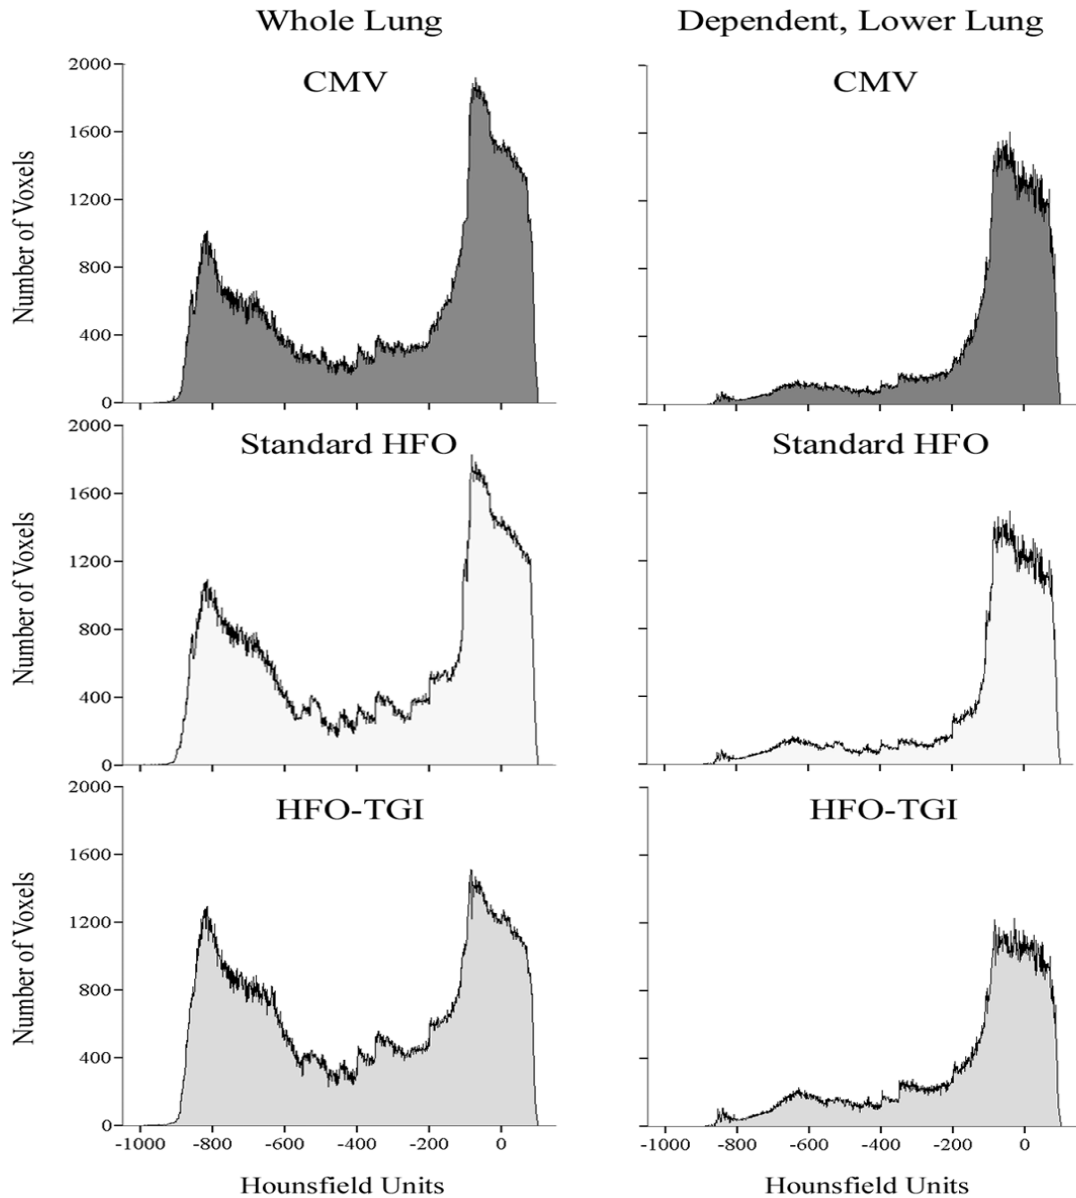 Whole Lung
Dependent, Lower Lung
CMV
CMV
Number of Voxels
2000
1600
1200
800
400
0
Standard HFO
Standard HFO
Number of Voxels
2000
1600
1200
800
400
0
HFO-TGI
HFO-TGI
Number of Voxels
2000
1600
1200
800
400
0
-1000 -800 -600 -400 -200 0
-1000 -800 -600 -400 -200 0
Hounsfield Units
Hounsfield Units